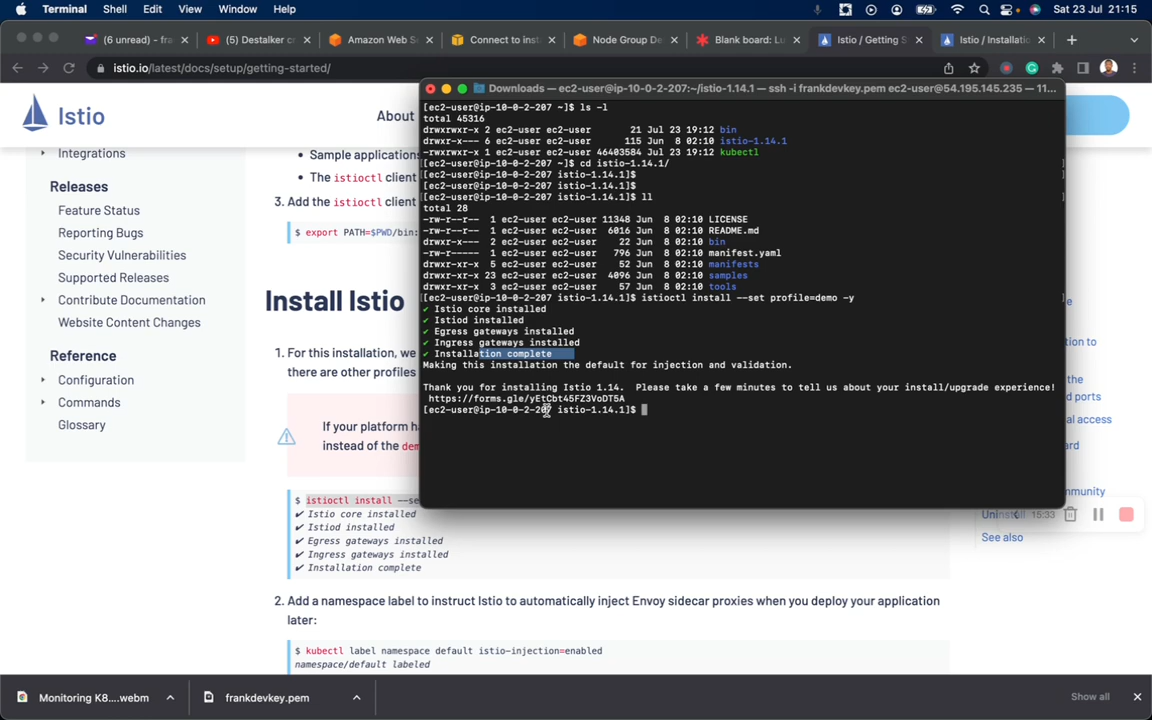 Terminal Shell Edit View Window Help Sat 23 Jul 21:15
(6 unread) - fra (5) Destalker c Amazon Web S Connect to inst Node Group De Blank board: Lu Istio / Getting S Istio / Installatio
istio.io/latest/docs/setup/getting-started/
Downloads — ec2-user@ip-10-0-2-207:~/istio-1.14.1 — ssh -i frankdevkey.pem ec2-user@54.195.145.235 — 11...
Istio
About
Integrations
Releases
Feature Status
Reporting Bugs
Security Vulnerabilities
Supported Releases
Contribute Documentation
Website Content Changes
Reference
Configuration
Commands
Glossary
Sample applications
The istioctl client
3. Add the istioctl client
$ export PATH=$PWD/bin:
Install Istio
1. For this installation, we
there are other profiles
If your platform h
instead of the dem
$ istioctl install --se
✔ Istio core installed
✔ Istiod installed
✔ Egress gateways installed
✔ Ingress gateways installed
✔ Installation complete
2. Add a namespace label to instruct Istio to automatically inject Envoy sidecar proxies when you deploy your application
later:
$ kubectl label namespace default istio-injection=enabled
namespace/default labeled
[ec2-user@ip-10-0-2-207 ~]$ ls -l
total 45316
drwxrwxr-x 2 ec2-user ec2-user 21 Jul 23 19:12 bin
drwxr-x--- 6 ec2-user ec2-user 115 Jun 8 02:10 istio-1.14.1
-rwxrwxr-x 1 ec2-user ec2-user 46403584 Jul 23 19:12 kubectl
[ec2-user@ip-10-0-2-207 ~]$ cd istio-1.14.1/
[ec2-user@ip-10-0-2-207 istio-1.14.1]$
[ec2-user@ip-10-0-2-207 istio-1.14.1]$
[ec2-user@ip-10-0-2-207 istio-1.14.1]$ ll
total 28
-rw-r--r-- 1 ec2-user ec2-user 11348 Jun 8 02:10 LICENSE
-rw-r--r-- 1 ec2-user ec2-user 6016 Jun 8 02:10 README.md
drwxr-x--- 2 ec2-user ec2-user 22 Jun 8 02:10 bin
-rw-r----- 1 ec2-user ec2-user 796 Jun 8 02:10 manifest.yaml
drwxr-xr-x 5 ec2-user ec2-user 52 Jun 8 02:10 manifests
drwxr-xr-x 23 ec2-user ec2-user 4096 Jun 8 02:10 samples
drwxr-xr-x 3 ec2-user ec2-user 57 Jun 8 02:10 tools
[ec2-user@ip-10-0-2-207 istio-1.14.1]$ istioctl install --set profile=demo -y
✔ Istio core installed
✔ Istiod installed
✔ Egress gateways installed
✔ Ingress gateways installed
✔ Installation complete
Making this installation the default for injection and validation.
Thank you for installing Istio 1.14. Please take a few minutes to tell us about your install/upgrade experience!
https://forms.gle/yEtCbt45FZ3VoDT5A
[ec2-user@ip-10-0-2-207 istio-1.14.1]$
the
d ports
al access
ard
mmunity
Uninstall
See also
15:33
Monitoring K8....webm frankdevkey.pem Show all